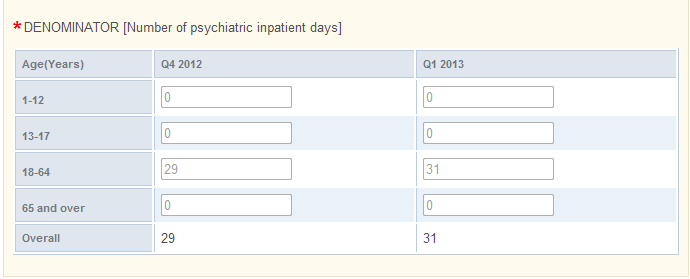 * DENOMINATOR [Number of psychiatric inpatient days]
Age(Years) Q4 2012 Q1 2013
1-12 0 0
13-17 0 0
18-64 29 31
65 and over 0 0
Overall 29 31